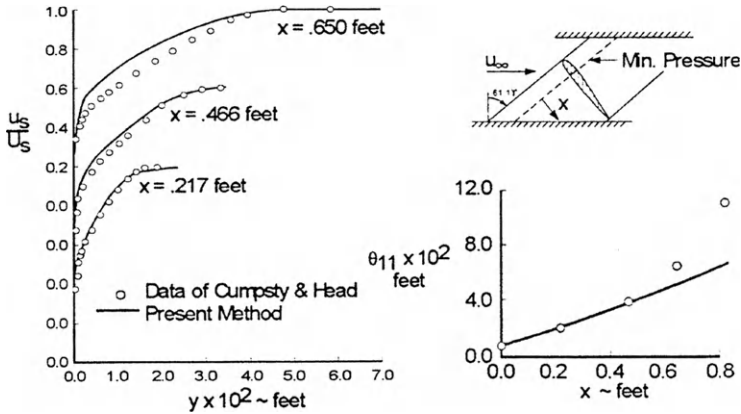 1.0
0.8
0.6
0.4
0.2
0.0
0.0
0.0
0.0
0.0
0.0 1.0 2.0 3.0 4.0 5.0 6.0 7.0
y x 10² ~ feet
x = .650 feet
x = .466 feet
x = .217 feet
○ Data of Cumpsty & Head
Present Method
u∞
Min. Pressure
x
12.0
8.0
4.0
0.0
θ11 x 10²
feet
0.0 0.2 0.4 0.6 0.8
x ~ feet